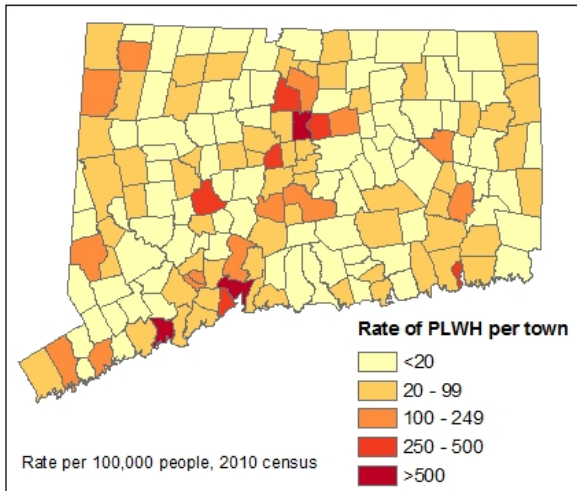 Rate of PLWH per town
<20
20 - 99
100 - 249
250 - 500
>500
Rate per 100,000 people, 2010 census